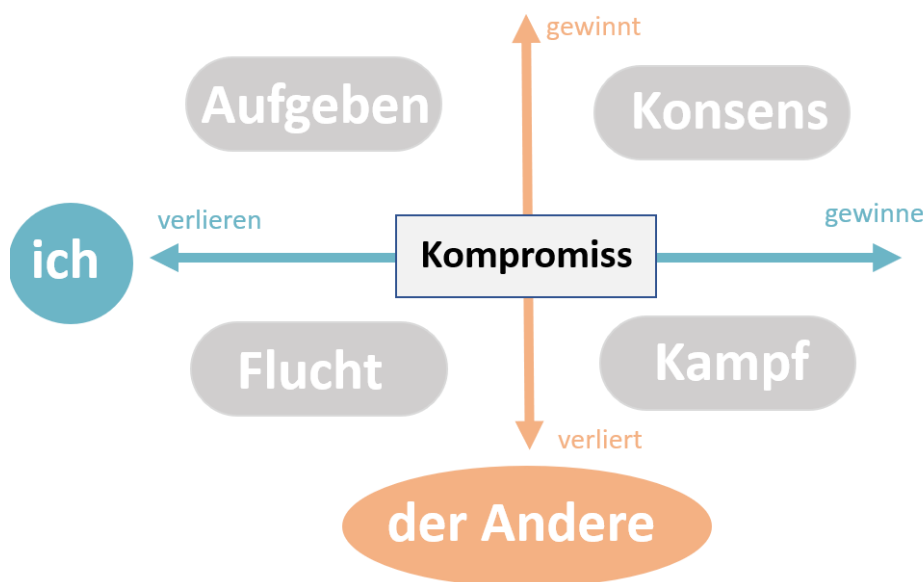 gewinnt
Aufgeben
Konsens
verlieren
gewinne
ich
Kompromiss
Flucht
Kampf
verliert
der Andere